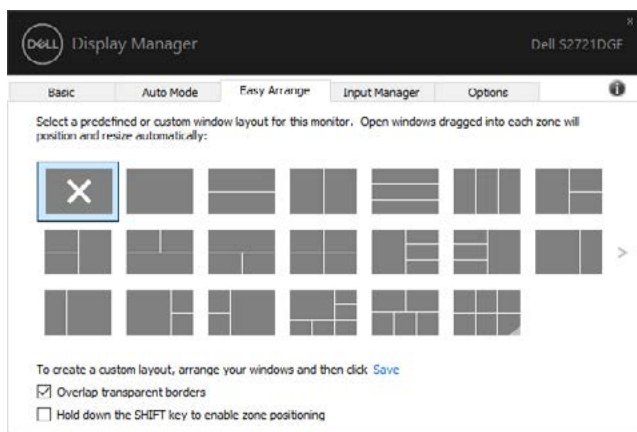 DELL Display Manager
Dell S2721DGF
Basic Auto Mode Easy Arrange Input Manager Options
Select a predefined or custom window layout for this monitor. Open windows dragged into each zone will
position and resize automatically:
To create a custom layout, arrange your windows and then click Save
Overlap transparent borders
Hold down the SHIFT key to enable zone positioning